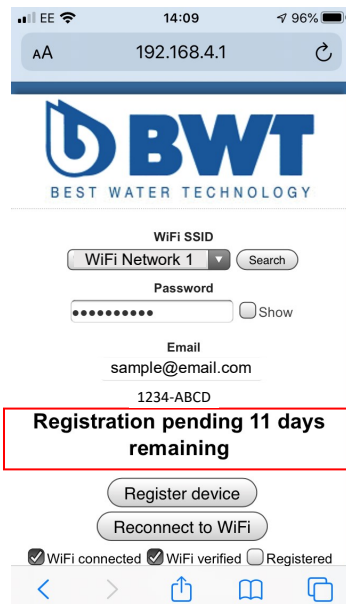 EE 14:09 96%
AA 192.168.4.1
BWT
BEST WATER TECHNOLOGY
WiFi SSID
WiFi Network 1 Search
Password
•••••••••• Show
Email
sample@email.com
1234-ABCD
Registration pending 11 days
remaining
Register device
Reconnect to WiFi
WiFi connected WiFi verified Registered